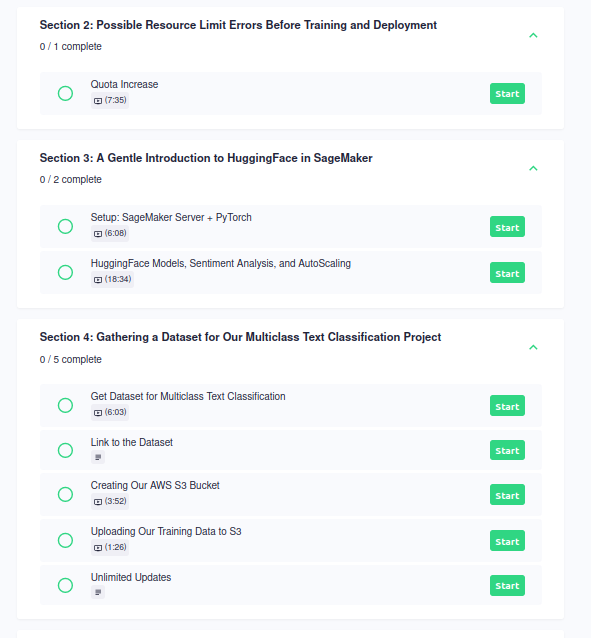 Section 2: Possible Resource Limit Errors Before Training and Deployment
0 / 1 complete
Quota Increase
(7:35)
Start
Section 3: A Gentle Introduction to HuggingFace in SageMaker
0 / 2 complete
Setup: SageMaker Server + PyTorch
(6:08)
Start
HuggingFace Models, Sentiment Analysis, and AutoScaling
(18:34)
Start
Section 4: Gathering a Dataset for Our Multiclass Text Classification Project
0 / 5 complete
Get Dataset for Multiclass Text Classification
(6:03)
Start
Link to the Dataset
Start
Creating Our AWS S3 Bucket
(3:52)
Start
Uploading Our Training Data to S3
(1:26)
Start
Unlimited Updates
Start